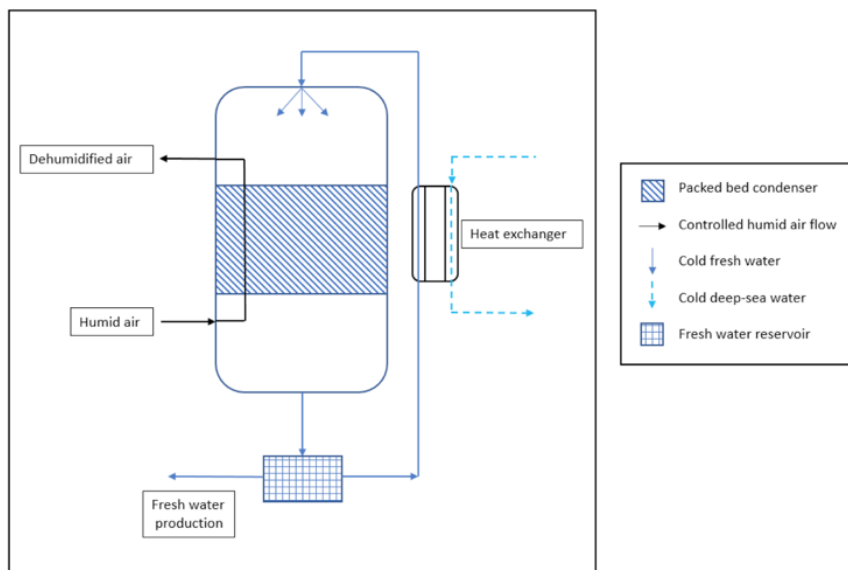 Dehumidified air
Humid air
Heat exchanger
Fresh water
production
Packed bed condenser
Controlled humid air flow
Cold fresh water
Cold deep-sea water
Fresh water reservoir